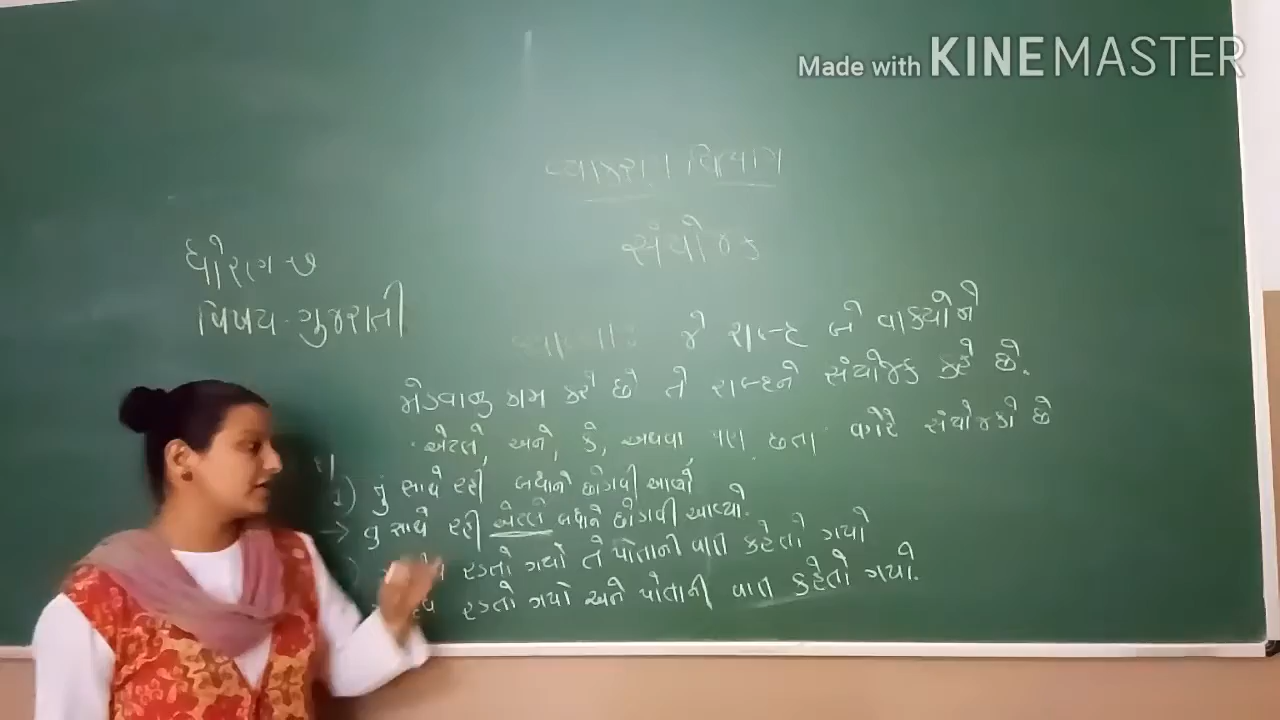 Made with KINEMASTER
વ્યાકરણ વિભાગ
સંયોજક
ધોરણ-૭
વિષય-ગુજરાતી
વ્યાખ્યા: જે શબ્દ બે વાક્યોને
જોડવાનુ કામ કરે છે તે શબ્દને સંયોજક કહે છે.
એટલે, અને, કે, અથવા, પણ, છતા વગેરે સંયોજકો છે
1) તું સાથે રહી બધાને છોડાવી આવ્યો
→ તુ સાથે રહી એટલે બધાને છોડાવી આવ્યો.
રડતો ગયો તે પોતાની વાત કહેતો ગયો
રડતો ગયો અને પોતાની વાત કહેતો ગયો.